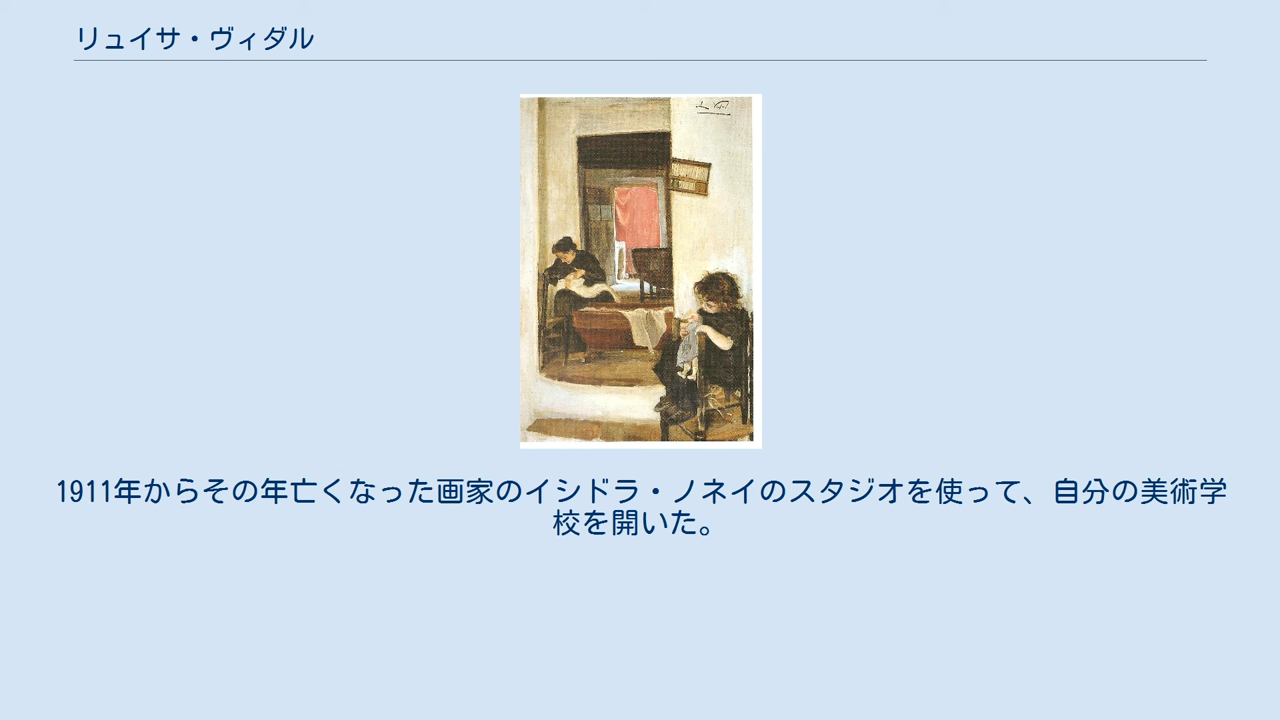 リュイサ・ヴィダル
1911年からその年亡くなった画家のイシドラ・ノネイのスタジオを使って、自分の美術学
校を開いた。